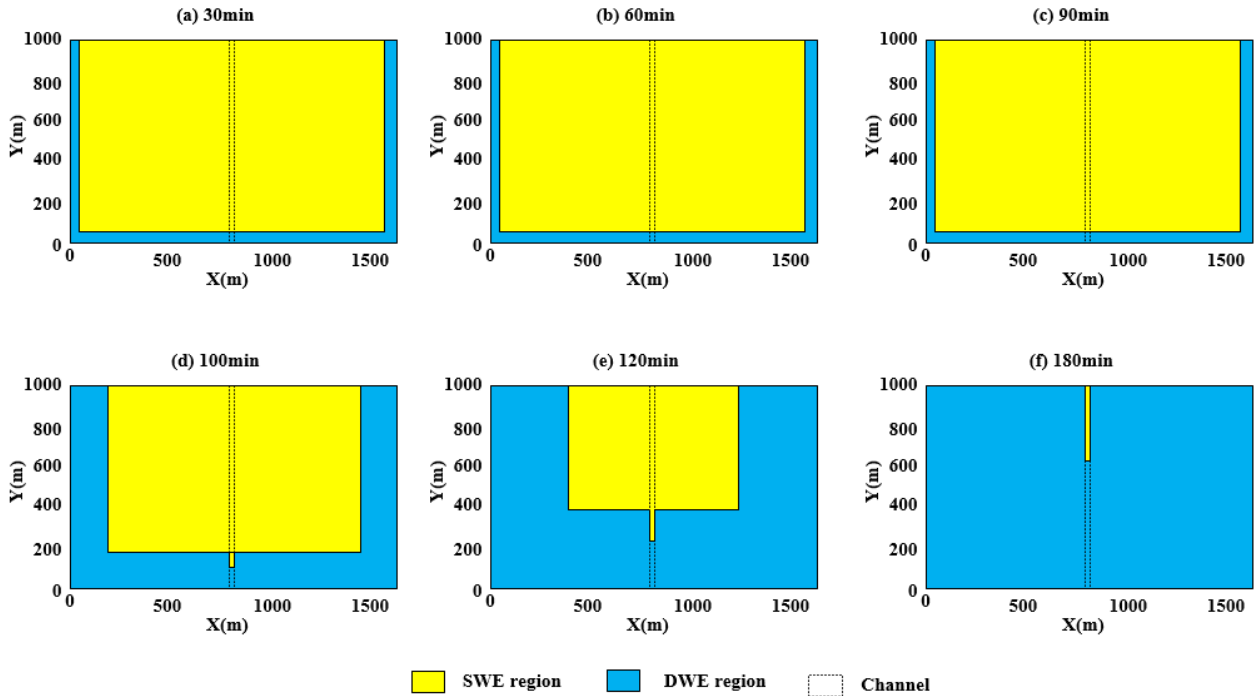 (a) 30min
(b) 60min
(c) 90min
1000
800
600
400
200
0
Y(m)
0 500 1000 1500
X(m)
1000
800
600
400
200
0
Y(m)
0 500 1000 1500
X(m)
1000
800
600
400
200
0
Y(m)
0 500 1000 1500
X(m)
(d) 100min
(e) 120min
(f) 180min
1000
800
600
400
200
0
Y(m)
0 500 1000 1500
X(m)
1000
800
600
400
200
0
Y(m)
0 500 1000 1500
X(m)
1000
800
600
400
200
0
Y(m)
0 500 1000 1500
X(m)
SWE region DWE region Channel